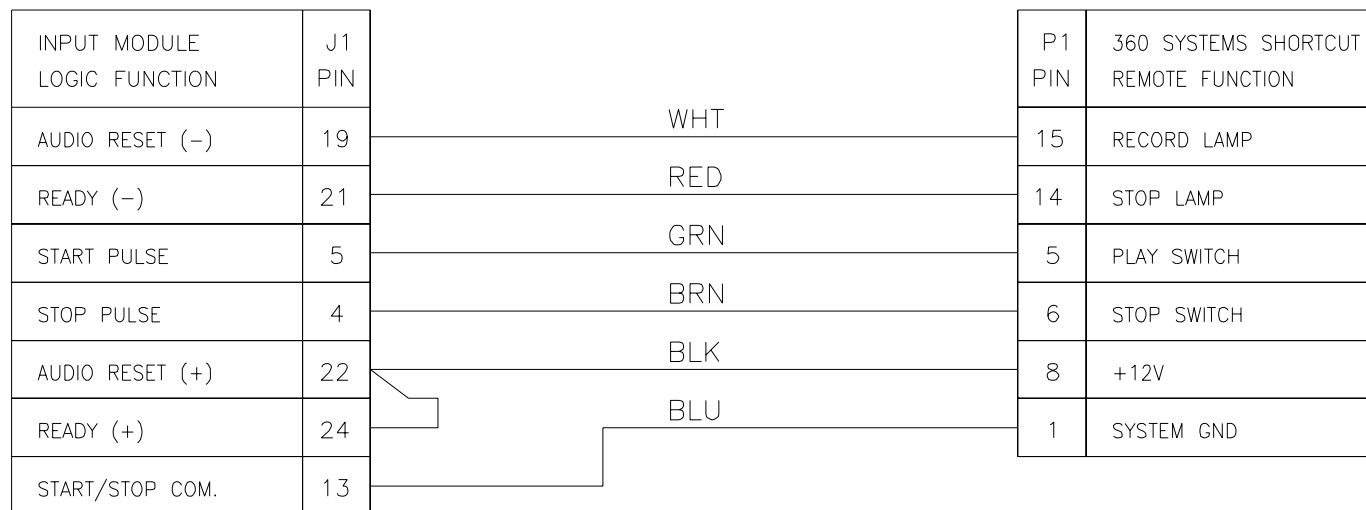 INPUT MODULE
LOGIC FUNCTION
J1
PIN
P1
PIN
360 SYSTEMS SHORTCUT
REMOTE FUNCTION
AUDIO RESET (-) 19 WHT 15 RECORD LAMP
READY (-) 21 RED 14 STOP LAMP
START PULSE 5 GRN 5 PLAY SWITCH
STOP PULSE 4 BRN 6 STOP SWITCH
AUDIO RESET (+) 22 BLK 8 +12V
READY (+) 24 BLU 1 SYSTEM GND
START/STOP COM. 13